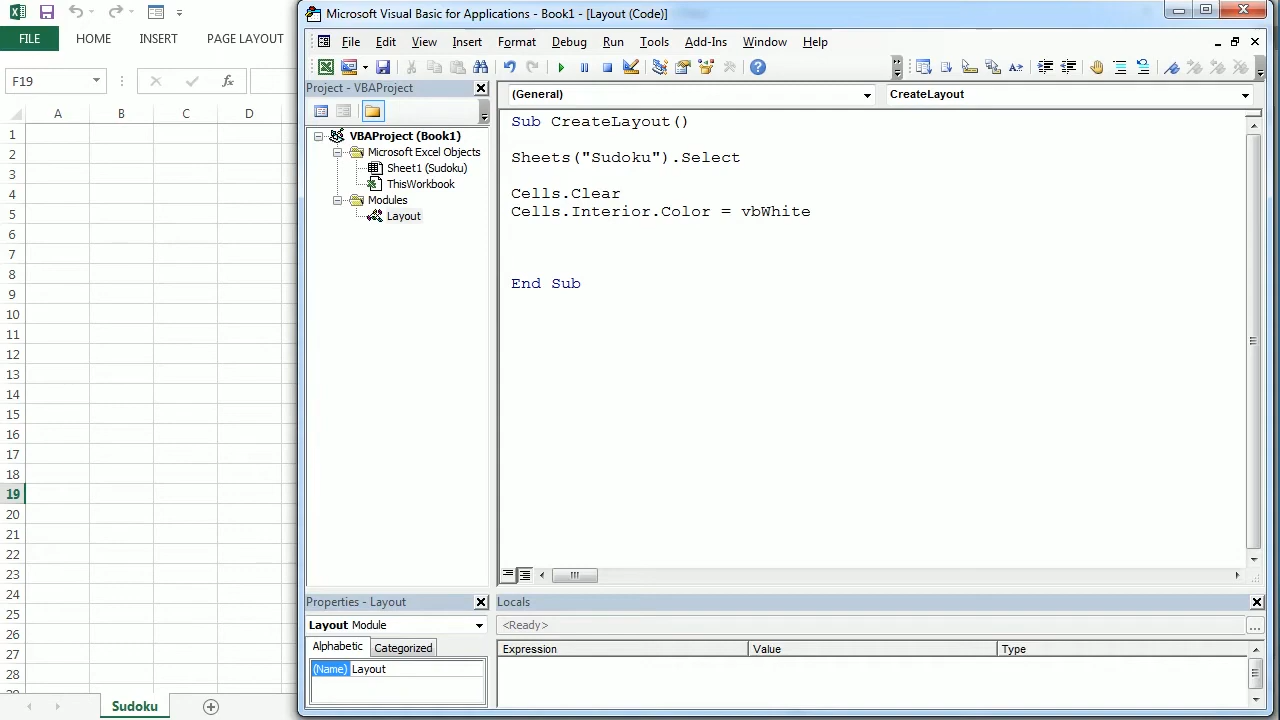 FILE HOME INSERT PAGE LAYOUT
F19
A B C D
1
2
3
4
5
6
7
8
9
10
11
12
13
14
15
16
17
18
19
20
21
22
23
24
25
26
27
28
Sudoku
Microsoft Visual Basic for Applications - Book1 - [Layout (Code)]
File Edit View Insert Format Debug Run Tools Add-Ins Window Help
Project - VBAProject
VBAProject (Book1)
Microsoft Excel Objects
Sheet1 (Sudoku)
ThisWorkbook
Modules
Layout
(General) CreateLayout
Sub CreateLayout()
Sheets("Sudoku").Select
Cells.Clear
Cells.Interior.Color = vbWhite
End Sub
Properties - Layout
Layout Module
Alphabetic Categorized
(Name) Layout
Locals
<Ready>
Expression Value Type